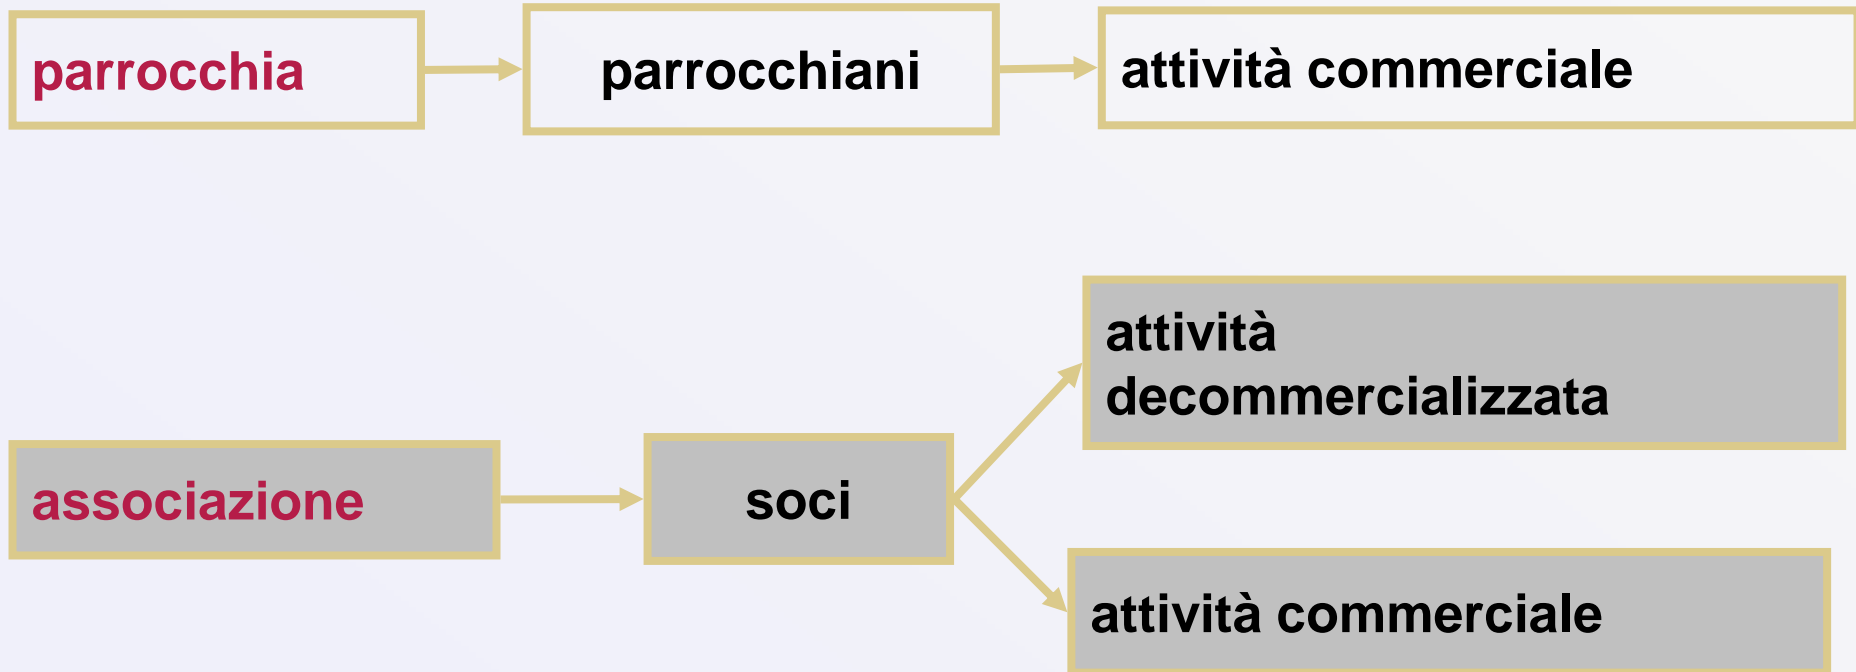 parrocchia
parrocchiani
attività commerciale
attività
decommercializzata
associazione
soci
attività commerciale